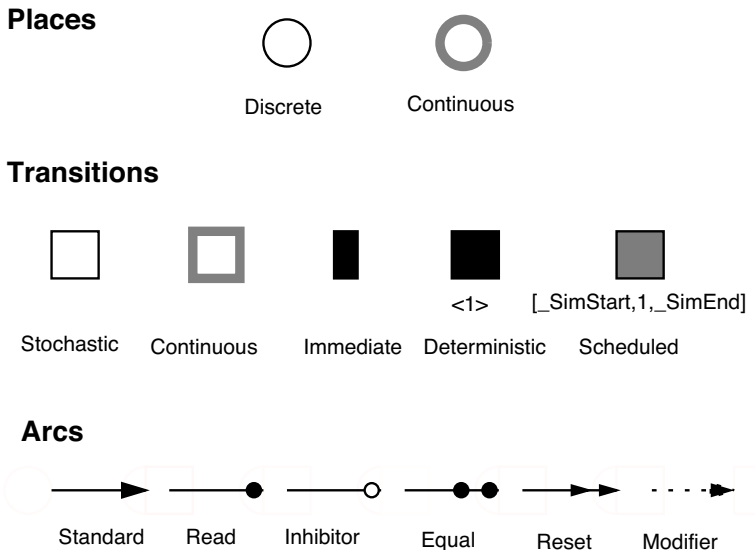 Places
Discrete
Continuous
Transitions
<1>
[_SimStart,1,_SimEnd]
Stochastic
Continuous
Immediate
Deterministic
Scheduled
Arcs
Standard
Read
Inhibitor
Equal
Reset
Modifier